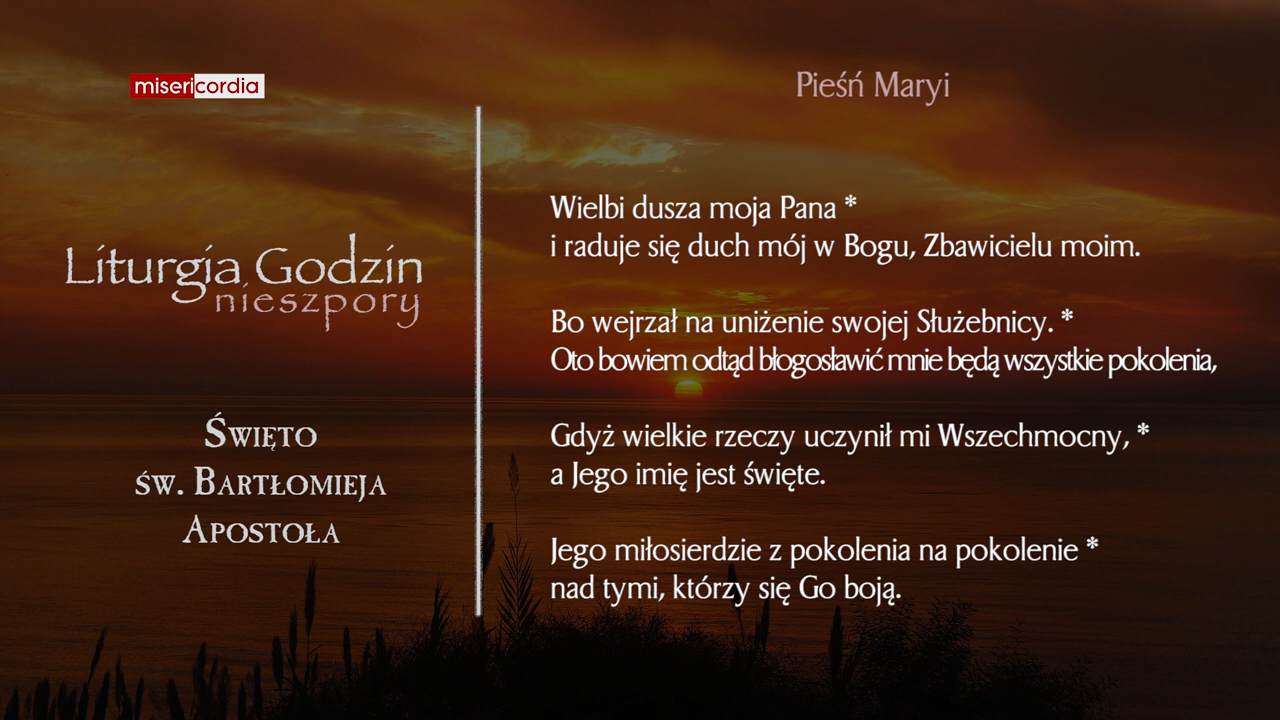 misericordia
Liturgia Godzin
nieszpory
Święto
św. Bartłomieja
Apostoła
Pieśń Maryi
Wielbi dusza moja Pana *
i raduje się duch mój w Bogu, Zbawicielu moim.
Bo wejrzał na uniżenie swojej Służebnicy. *
Oto bowiem odtąd błogosławić mnie będą wszystkie pokolenia,
Gdyż wielkie rzeczy uczynił mi Wszechmocny, *
a Jego imię jest święte.
Jego miłosierdzie z pokolenia na pokolenie *
nad tymi, którzy się Go boją.